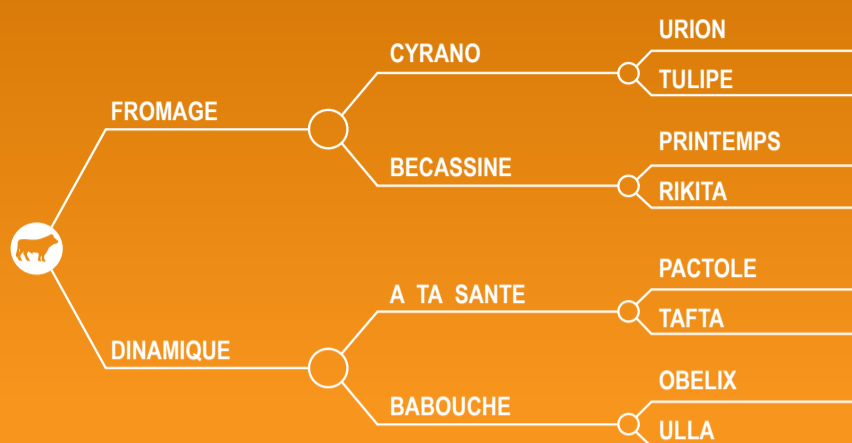 URION
CYRANO
TULIPE
FROMAGE
PRINTEMPS
BECASSINE
RIKITA
PACTOLE
A TA SANTE
TAFTA
DINAMIQUE
OBELIX
BABOUCHE
ULLA